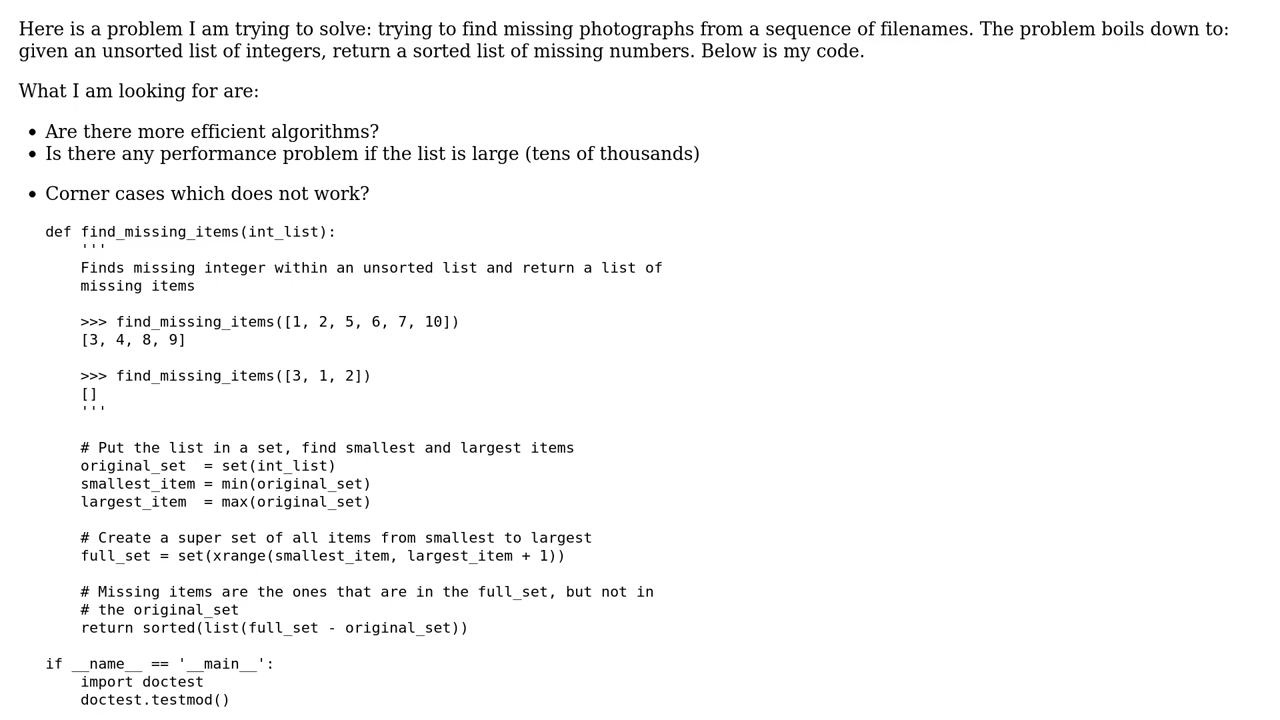 Here is a problem I am trying to solve: trying to find missing photographs from a sequence of filenames. The problem boils down to:
given an unsorted list of integers, return a sorted list of missing numbers. Below is my code.
What I am looking for are:
• Are there more efficient algorithms?
• Is there any performance problem if the list is large (tens of thousands)
• Corner cases which does not work?
def find_missing_items(int_list):
    '''
    Finds missing integer within an unsorted list and return a list of
    missing items

    >>> find_missing_items([1, 2, 5, 6, 7, 10])
    [3, 4, 8, 9]

    >>> find_missing_items([3, 1, 2])
    []
    '''

    # Put the list in a set, find smallest and largest items
    original_set  = set(int_list)
    smallest_item = min(original_set)
    largest_item  = max(original_set)

    # Create a super set of all items from smallest to largest
    full_set = set(xrange(smallest_item, largest_item + 1))

    # Missing items are the ones that are in the full_set, but not in
    # the original_set
    return sorted(list(full_set - original_set))

if __name__ == '__main__':
    import doctest
    doctest.testmod()